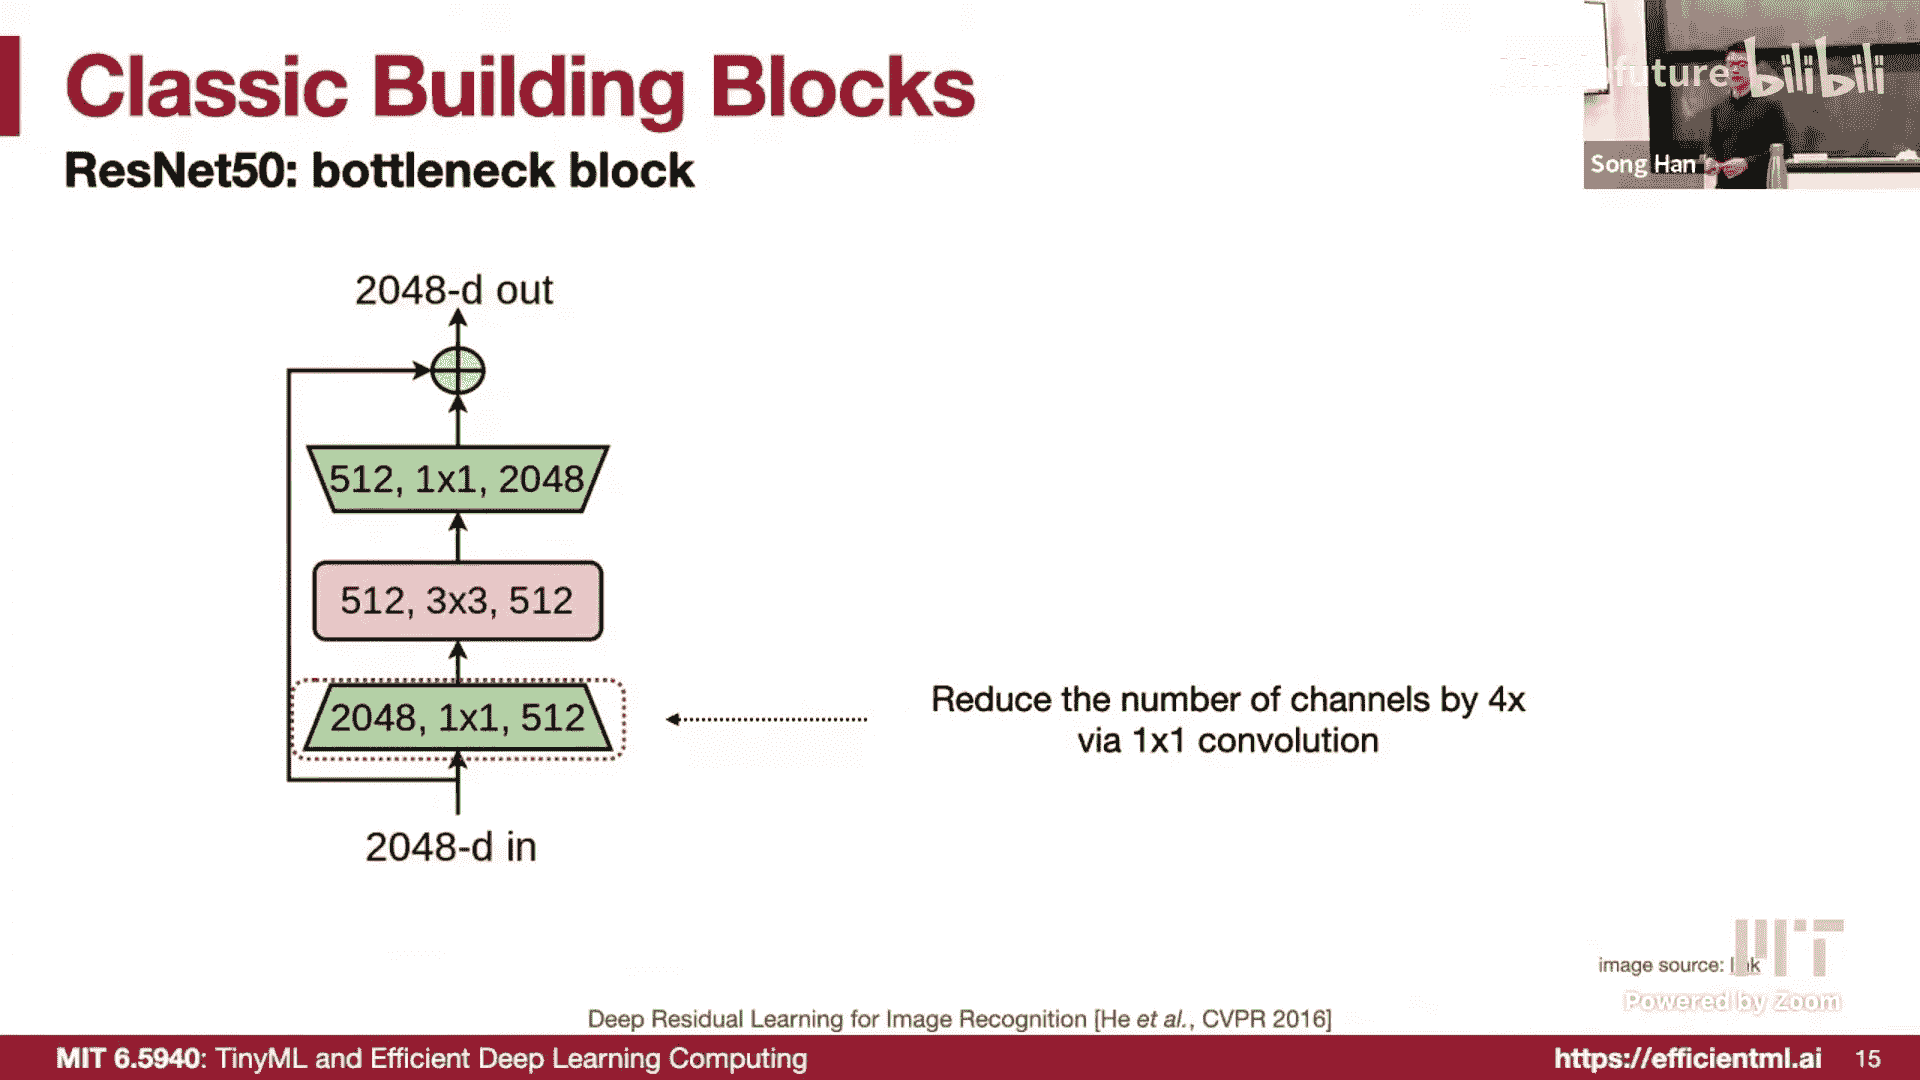 Classic Building Blocks
ResNet50: bottleneck block
future bilibili
Song Han
2048-d out
512, 1x1, 2048
512, 3x3, 512
2048, 1x1, 512
2048-d in
Reduce the number of channels by 4x
via 1x1 convolution
MIT
image source:
Powered by Zoom
Deep Residual Learning for Image Recognition [He et al., CVPR 2016]
MIT 6.5940: TinyML and Efficient Deep Learning Computing
https://efficientml.ai
15